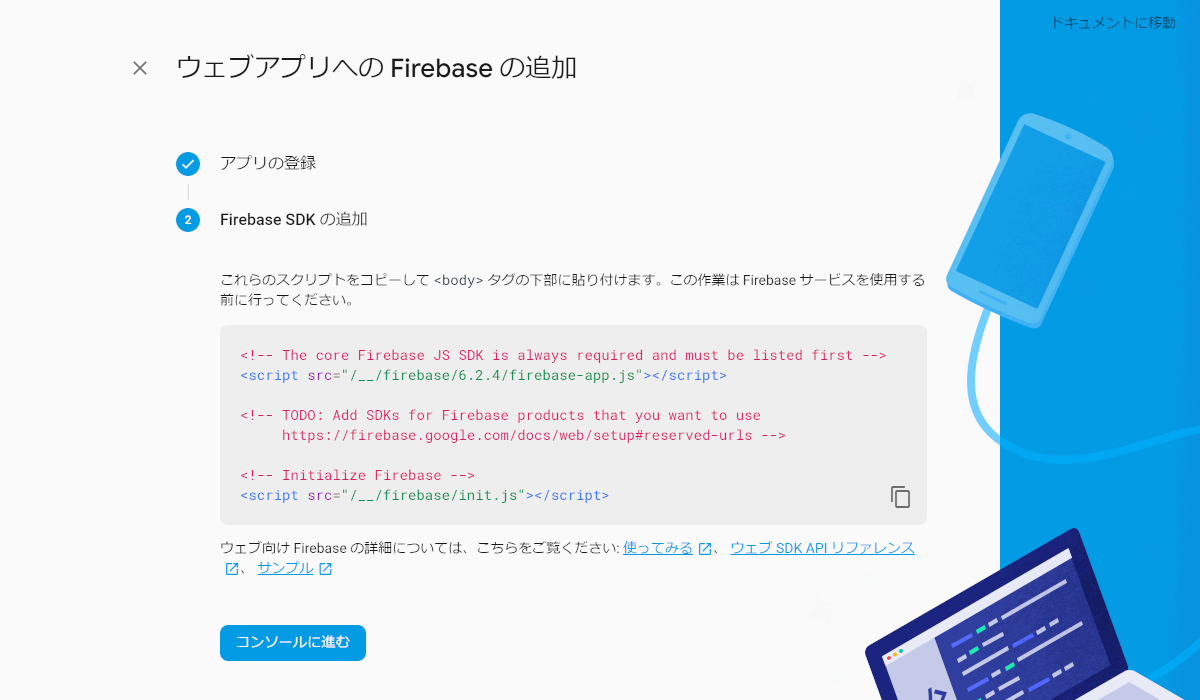 ドキュメントに移動
ウェブアプリへの Firebase の追加
アプリの登録
2 Firebase SDK の追加
これらのスクリプトをコピーして <body> タグの下部に貼り付けます。この作業は Firebase サービスを使用する
前に行ってください。
<!-- The core Firebase JS SDK is always required and must be listed first -->
<script src="/__/firebase/6.2.4/firebase-app.js"></script>
<!-- TODO: Add SDKs for Firebase products that you want to use
https://firebase.google.com/docs/web/setup#reserved-urls -->
<!-- Initialize Firebase -->
<script src="/__/firebase/init.js"></script>
ウェブ向け Firebase の詳細については、こちらをご覧ください: 使ってみる 、 ウェブ SDK API リファレンス
、 サンプル
コンソールに進む